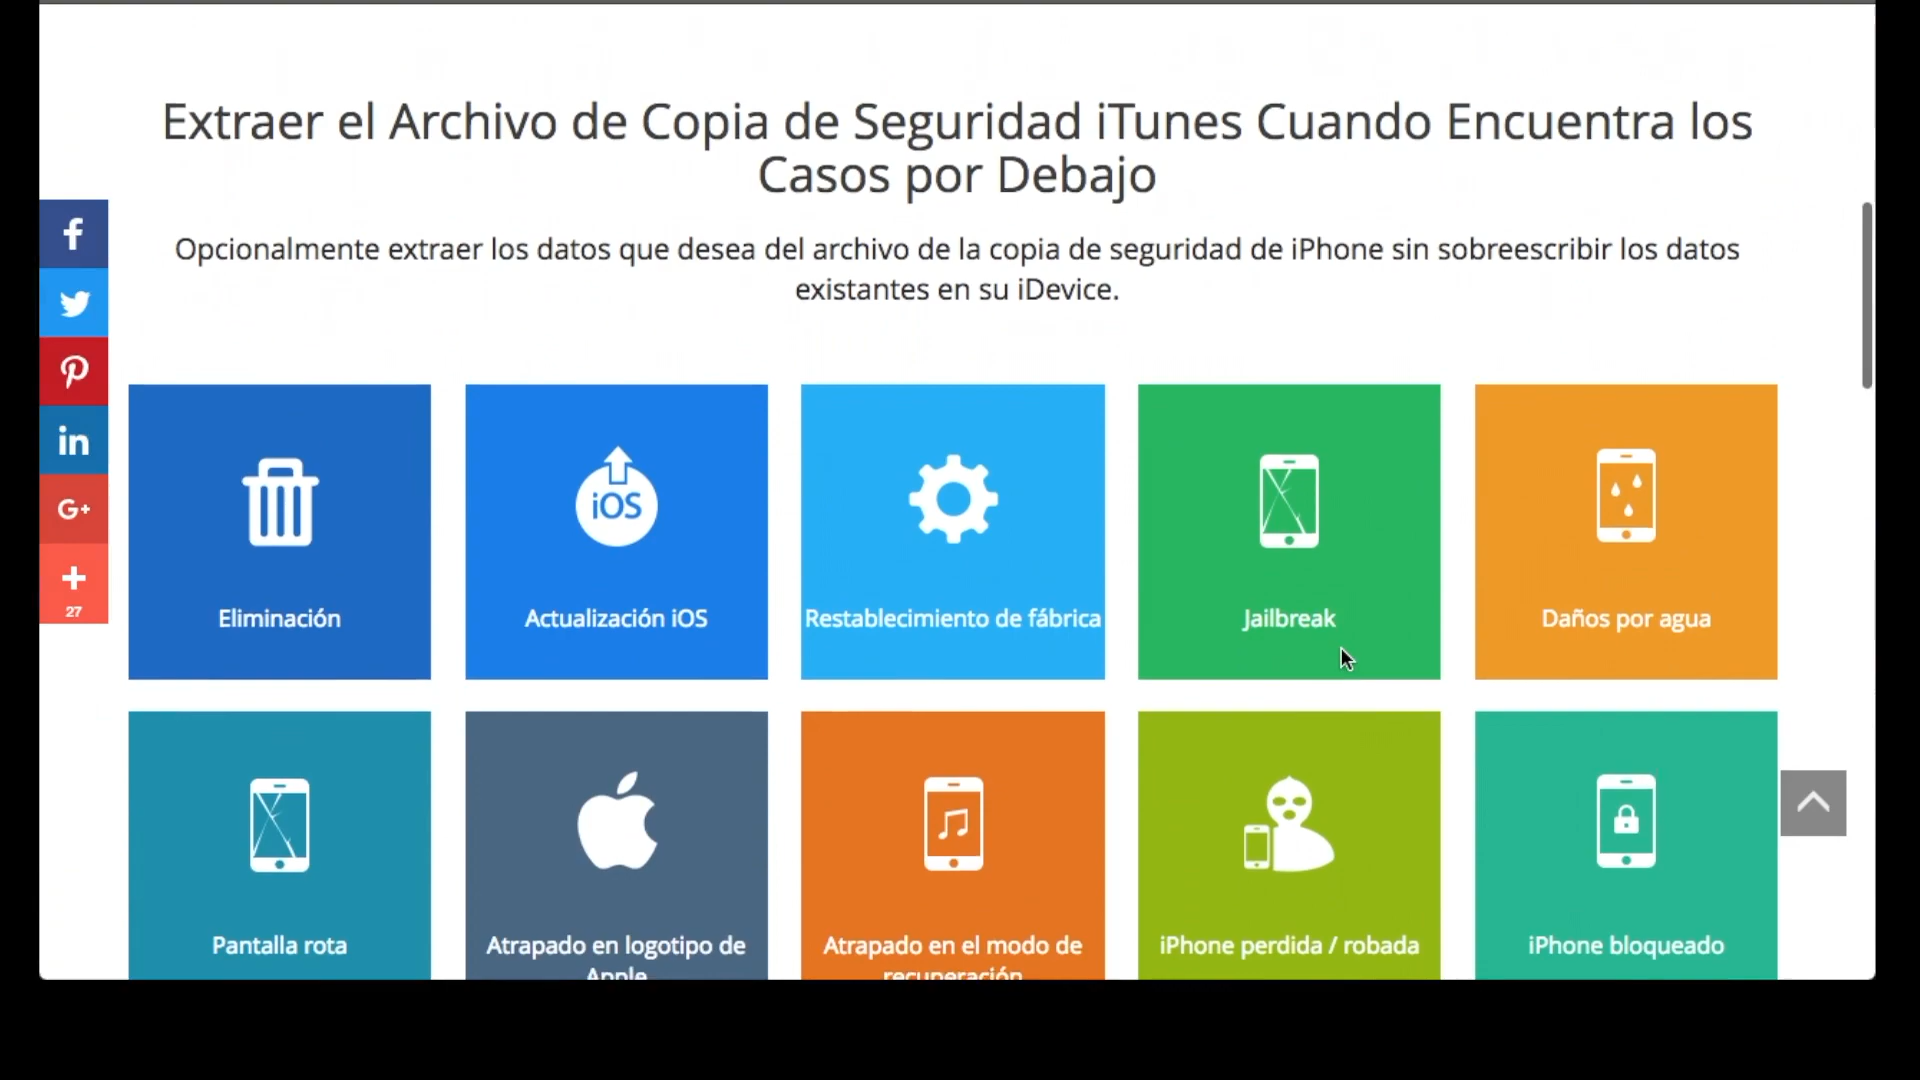 Extraer el Archivo de Copia de Seguridad iTunes Cuando Encuentra los
Casos por Debajo
Opcionalmente extraer los datos que desea del archivo de la copia de seguridad de iPhone sin sobreescribir los datos
existantes en su iDevice.
f
in
G+
+
27
iOS
Eliminación
Actualización iOS
Restablecimiento de fábrica
Jailbreak
Daños por agua
Pantalla rota
Atrapado en logotipo de
Apple
Atrapado en el modo de
recuperación
iPhone perdida / robada
iPhone bloqueado